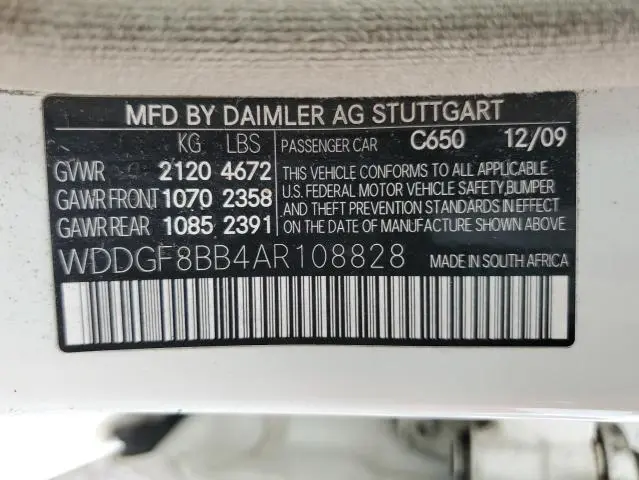 MFD BY DAIMLER AG STUTTGART
KG LBS
GVWR 2120 4672
GAWR FRONT 1070 2358
GAWR REAR 1085 2391
PASSENGER CAR C650 12/09
THIS VEHICLE CONFORMS TO ALL APPLICABLE
U.S. FEDERAL MOTOR VEHICLE SAFETY, BUMPER
AND THEFT PREVENTION STANDARDS IN EFFECT
ON THE DATE OF MANUFACTURE SHOWN ABOVE.
WDDGF8BB4AR108828 MADE IN SOUTH AFRICA